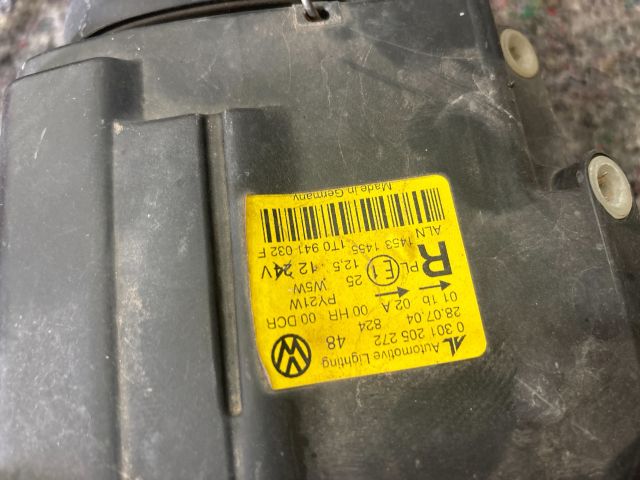 AL Automotive Lighting
0 301 205 272 48
28.07.04 824
01 1b 02 A 00 HR 00 DCR
PY21W
R PL E1 25 W5W
12,5 12 24V
1453 1455 1T0 941 032 F
ALN
Made in Germany